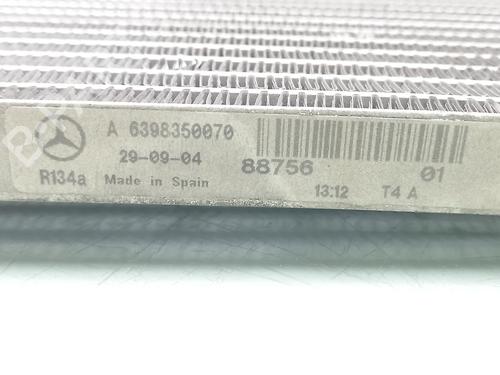 A 6398350070
29-09-04
88756
01
R134a
Made in Spain
13:12
T4 A